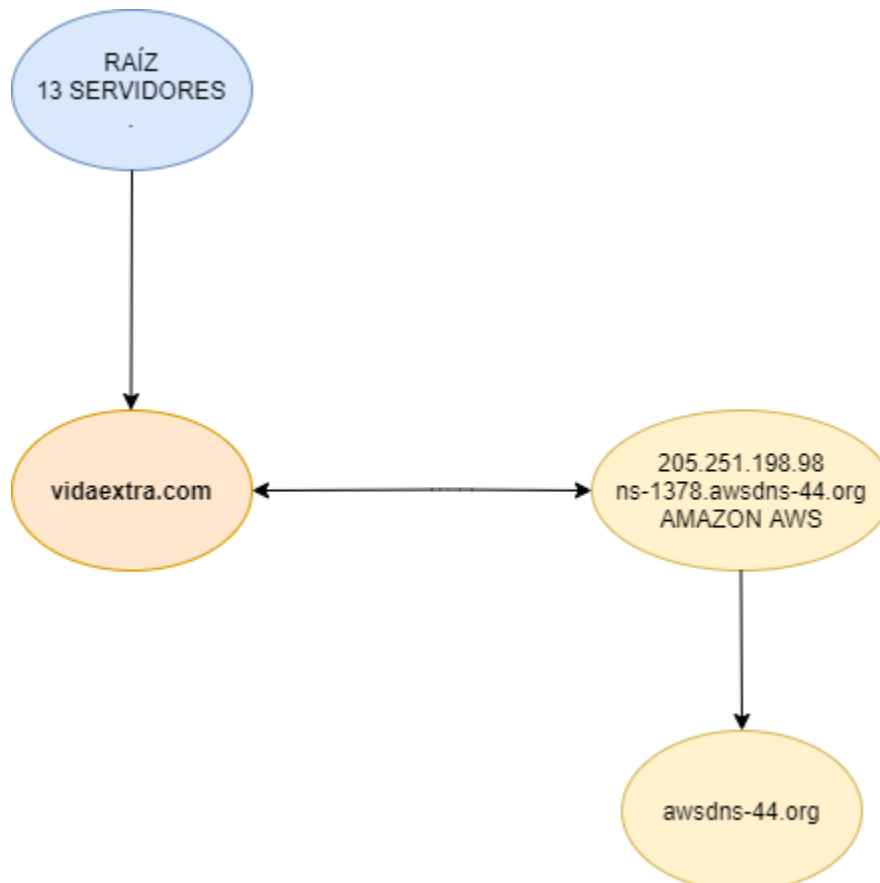 RAÍZ
13 SERVIDORES
.
vidaextra.com
205.251.198.98
ns-1378.awsdns-44.org
AMAZON AWS
awsdns-44.org